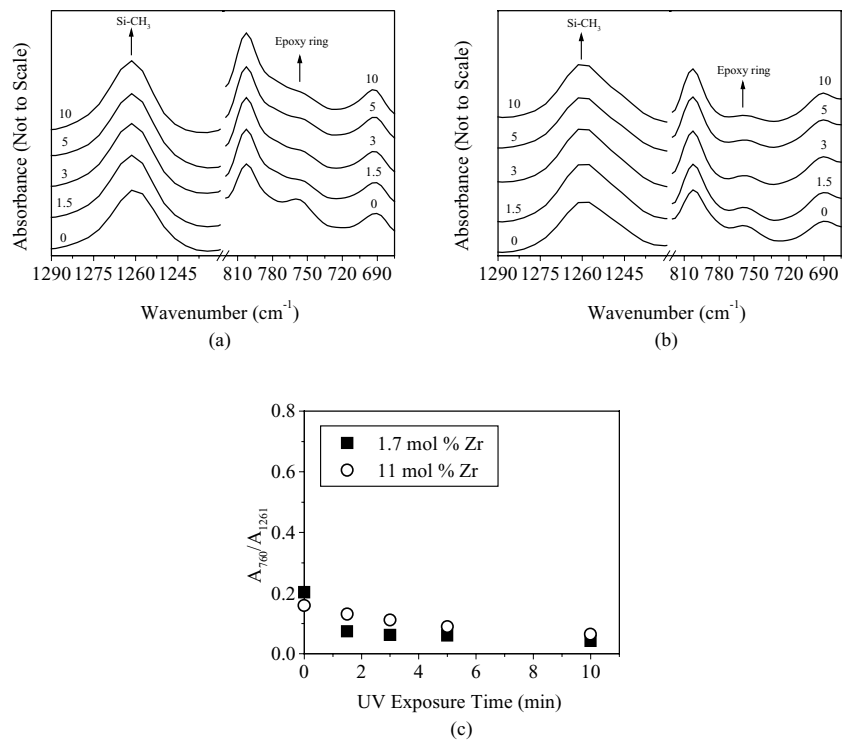 Absorbance (Not to Scale)
Si-CH3
Epoxy ring
10
5
3
1.5
0
10
5
3
1.5
0
1290 1275 1260 1245 810 780 750 720 690
Wavenumber (cm-1)
(a)
Absorbance (Not to Scale)
Si-CH3
Epoxy ring
10
5
3
1.5
0
10
5
3
1.5
0
1290 1275 1260 1245 810 780 750 720 690
Wavenumber (cm-1)
(b)
A760/A1261
0.8
0.6
0.4
0.2
0.0
1.7 mol % Zr
11 mol % Zr
0 2 4 6 8 10
UV Exposure Time (min)
(c)